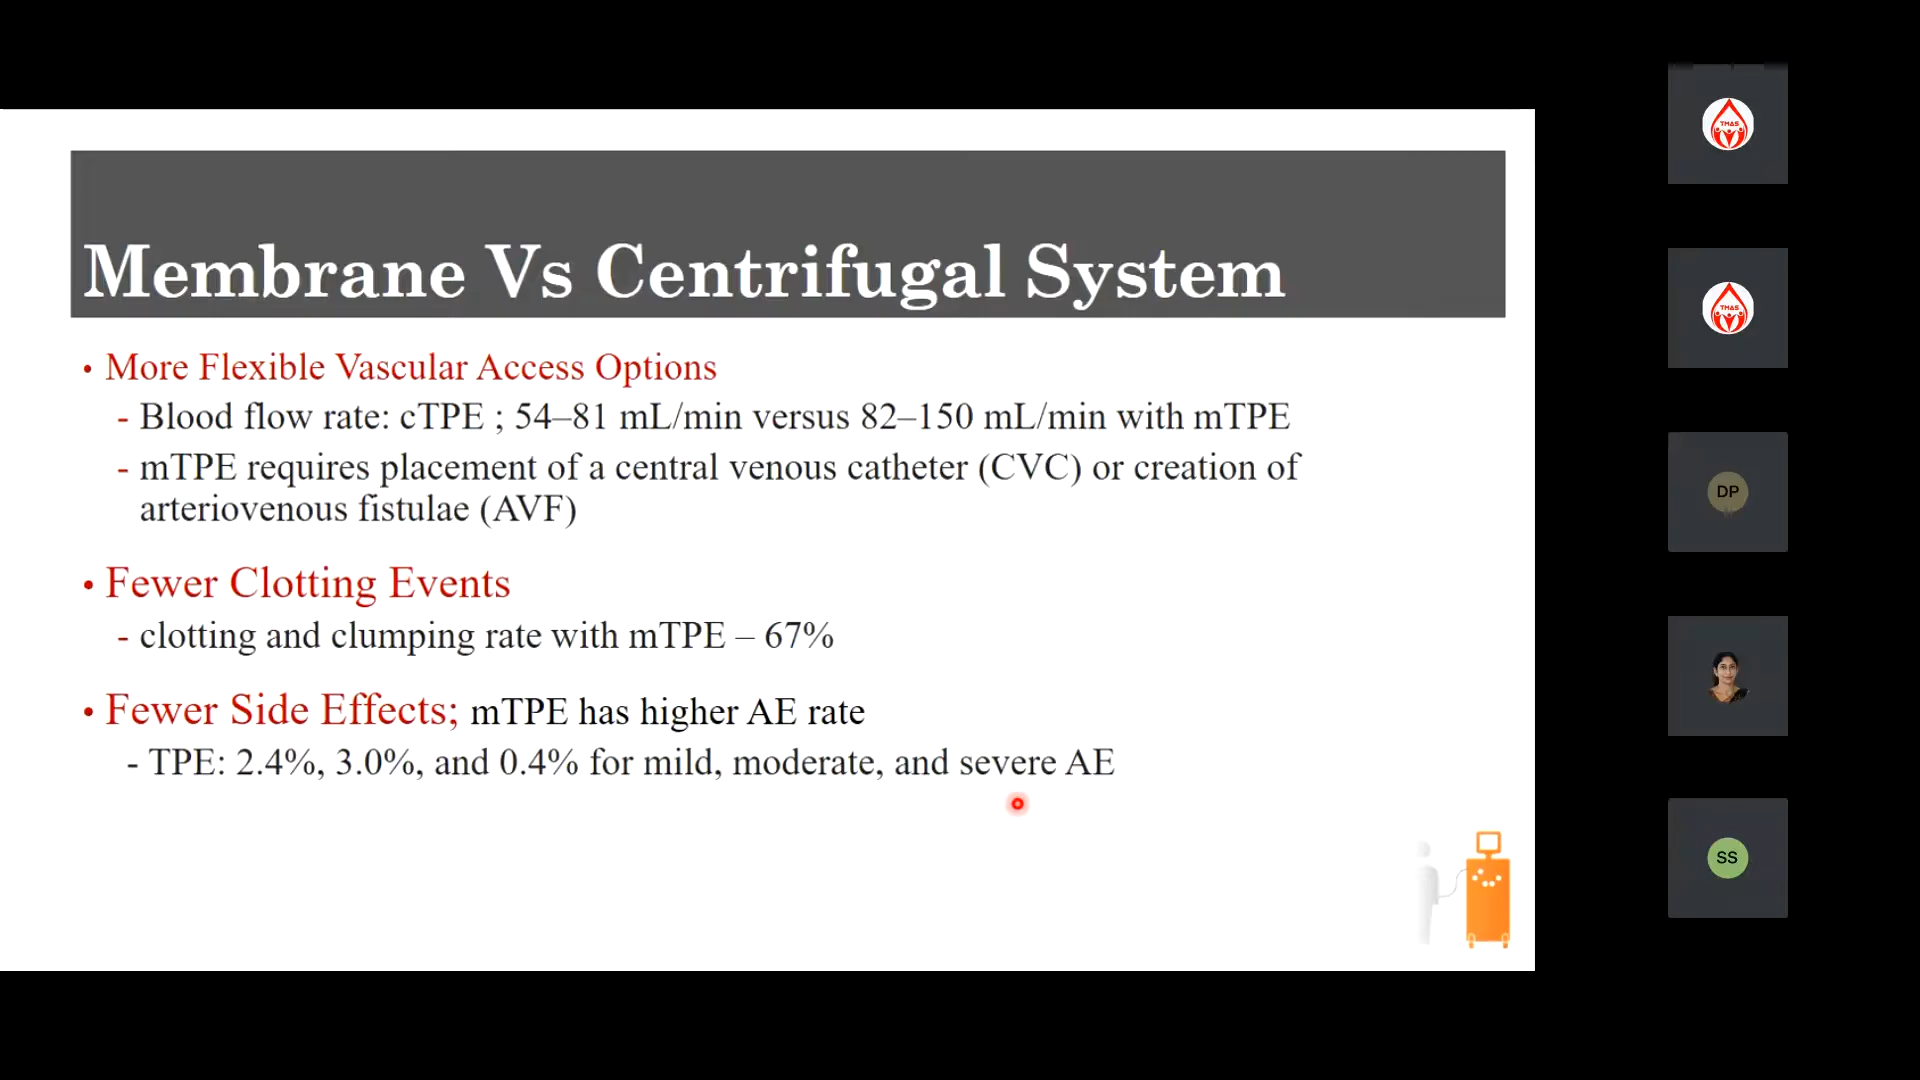 Membrane Vs Centrifugal System
• More Flexible Vascular Access Options
- Blood flow rate: cTPE ; 54–81 mL/min versus 82–150 mL/min with mTPE
- mTPE requires placement of a central venous catheter (CVC) or creation of
arteriovenous fistulae (AVF)
• Fewer Clotting Events
- clotting and clumping rate with mTPE – 67%
• Fewer Side Effects; mTPE has higher AE rate
- TPE: 2.4%, 3.0%, and 0.4% for mild, moderate, and severe AE
TMAS
TMAS
DP
SS